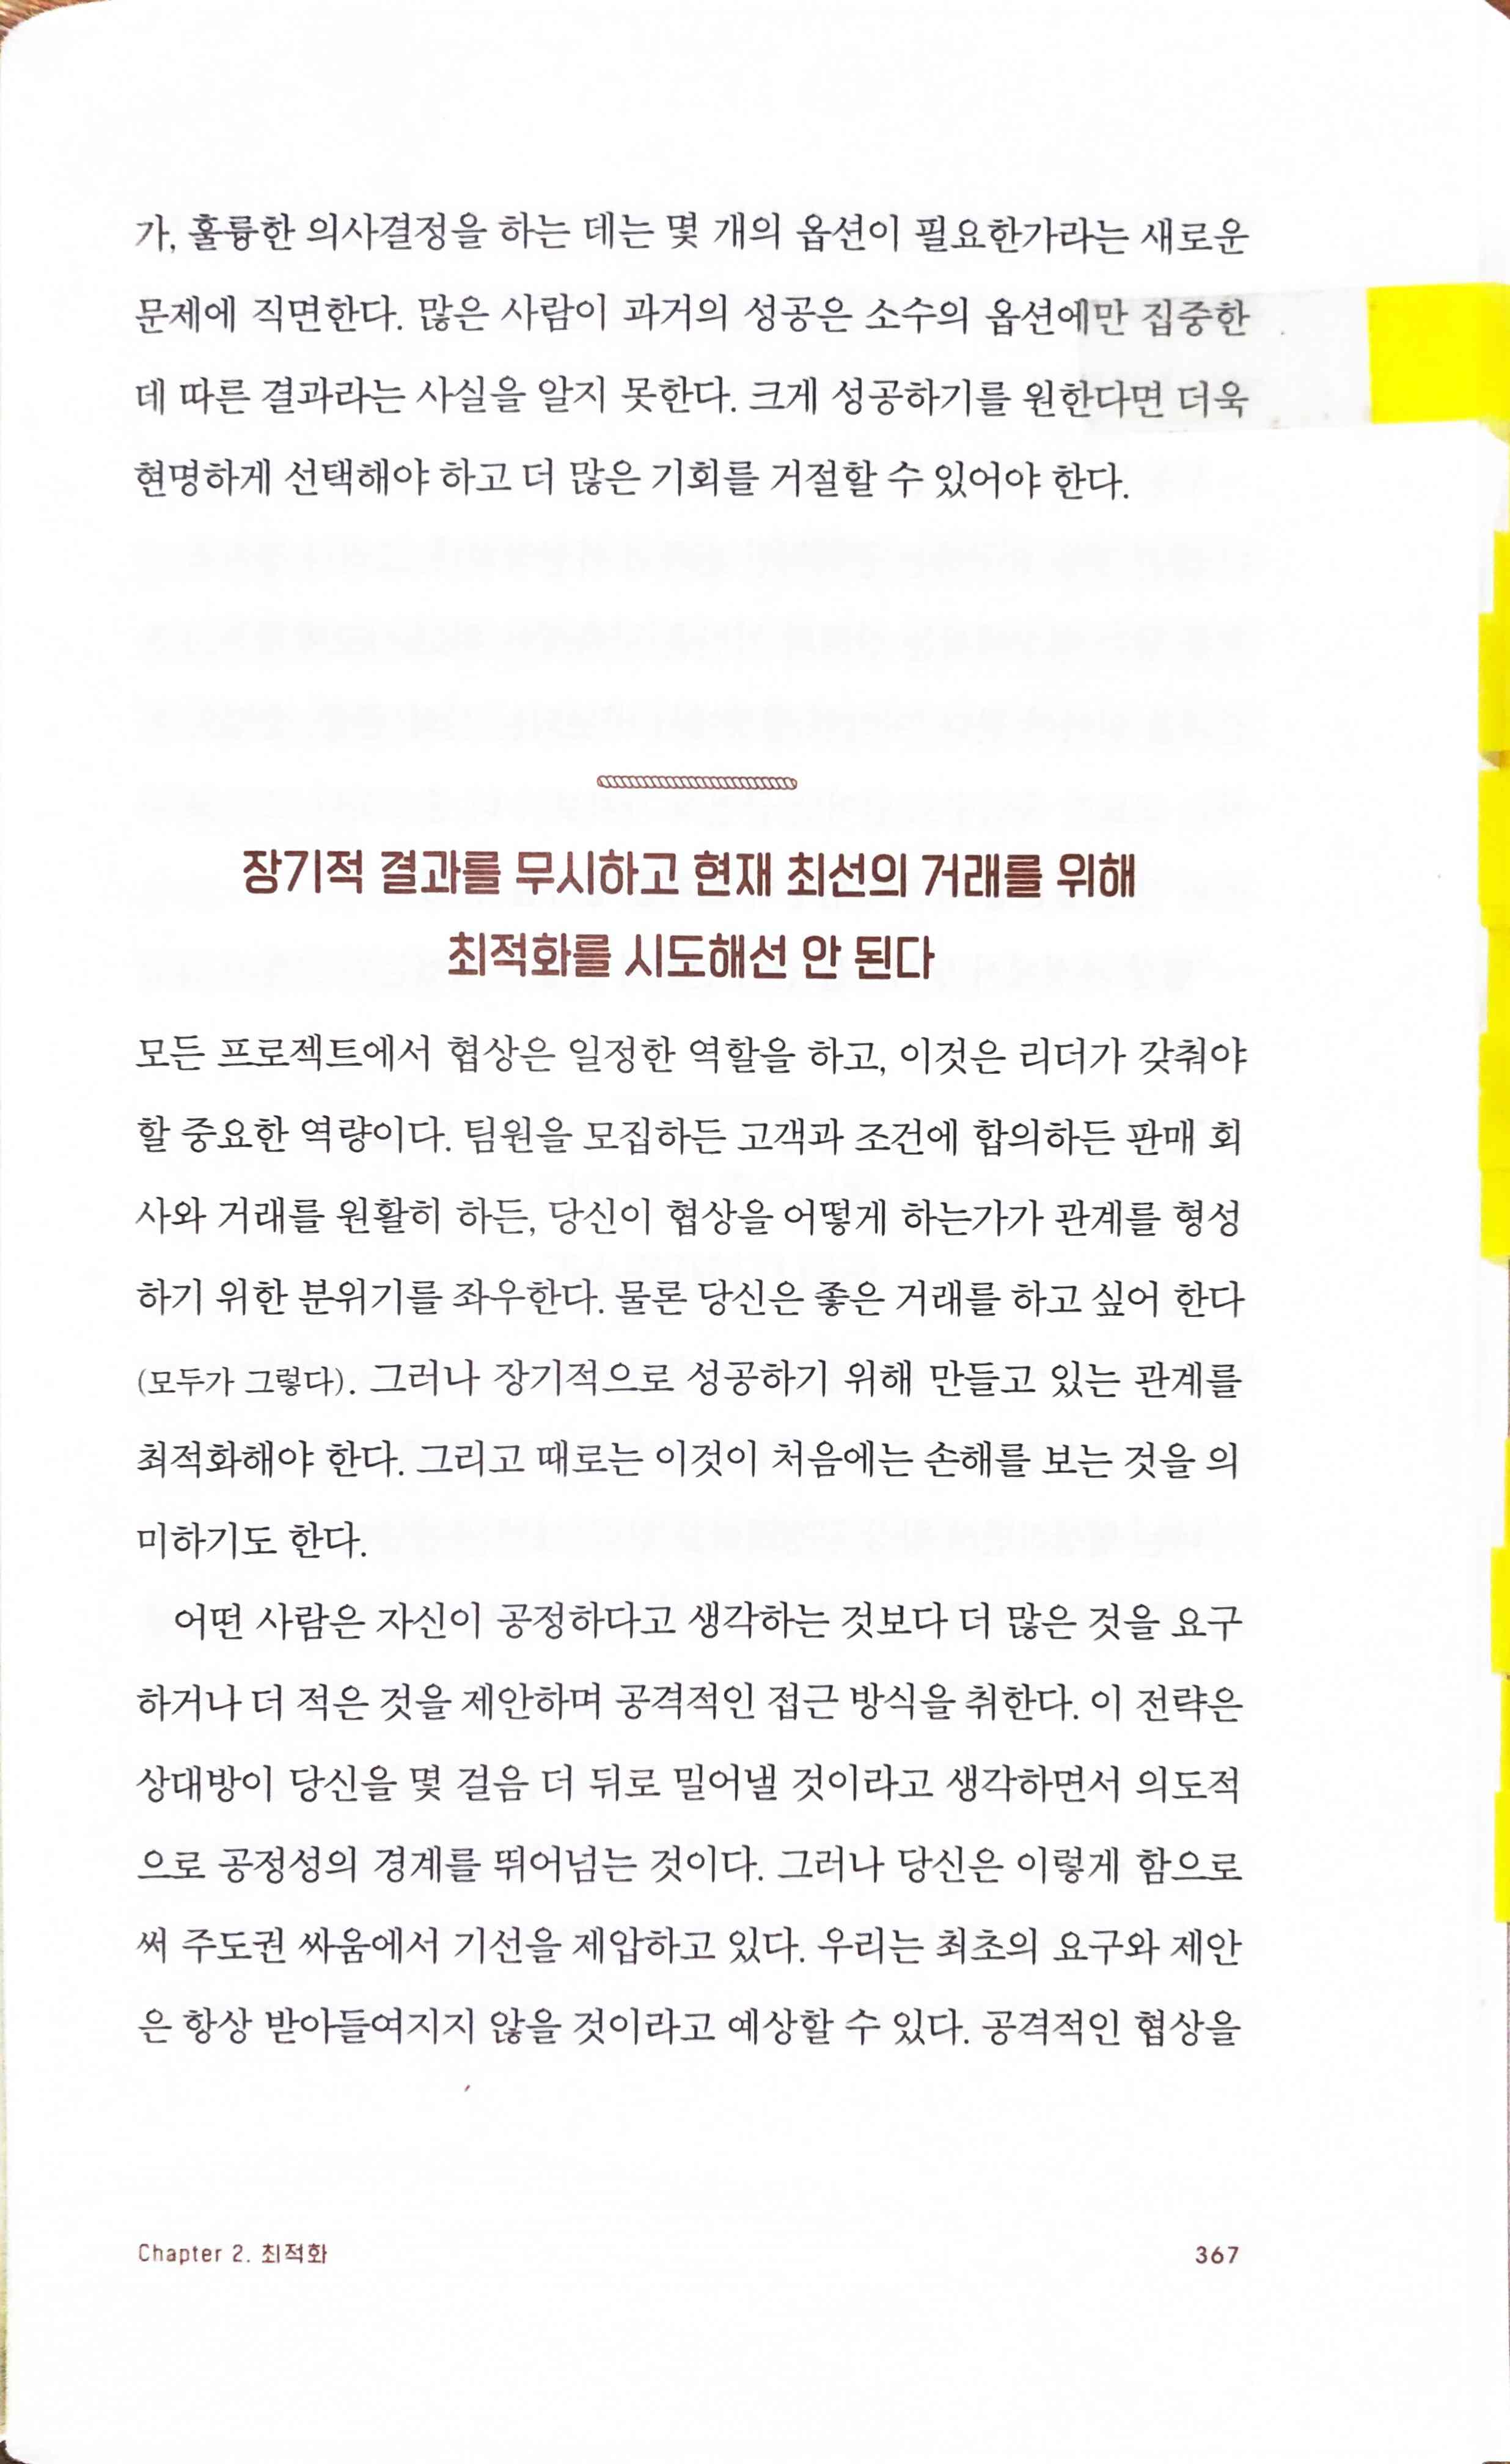 가, 훌륭한 의사결정을 하는 데는 몇 개의 옵션이 필요한가라는 새로운
문제에 직면한다. 많은 사람이 과거의 성공은 소수의 옵션에만 집중한
데 따른 결과라는 사실을 알지 못한다. 크게 성공하기를 원한다면 더욱
현명하게 선택해야 하고 더 많은 기회를 거절할 수 있어야 한다.
장기적 결과를 무시하고 현재 최선의 거래를 위해
최적화를 시도해선 안 된다
모든 프로젝트에서 협상은 일정한 역할을 하고, 이것은 리더가 갖춰야
할 중요한 역량이다. 팀원을 모집하든 고객과 조건에 합의하든 판매 회
사와 거래를 원활히 하든, 당신이 협상을 어떻게 하는가가 관계를 형성
하기 위한 분위기를 좌우한다. 물론 당신은 좋은 거래를 하고 싶어 한다
(모두가 그렇다). 그러나 장기적으로 성공하기 위해 만들고 있는 관계를
최적화해야 한다. 그리고 때로는 이것이 처음에는 손해를 보는 것을 의
미하기도 한다.
어떤 사람은 자신이 공정하다고 생각하는 것보다 더 많은 것을 요구
하거나 더 적은 것을 제안하며 공격적인 접근 방식을 취한다. 이 전략은
상대방이 당신을 몇 걸음 더 뒤로 밀어낼 것이라고 생각하면서 의도적
으로 공정성의 경계를 뛰어넘는 것이다. 그러나 당신은 이렇게 함으로
써 주도권 싸움에서 기선을 제압하고 있다. 우리는 최초의 요구와 제안
은 항상 받아들여지지 않을 것이라고 예상할 수 있다. 공격적인 협상을
Chapter 2. 최적화
367